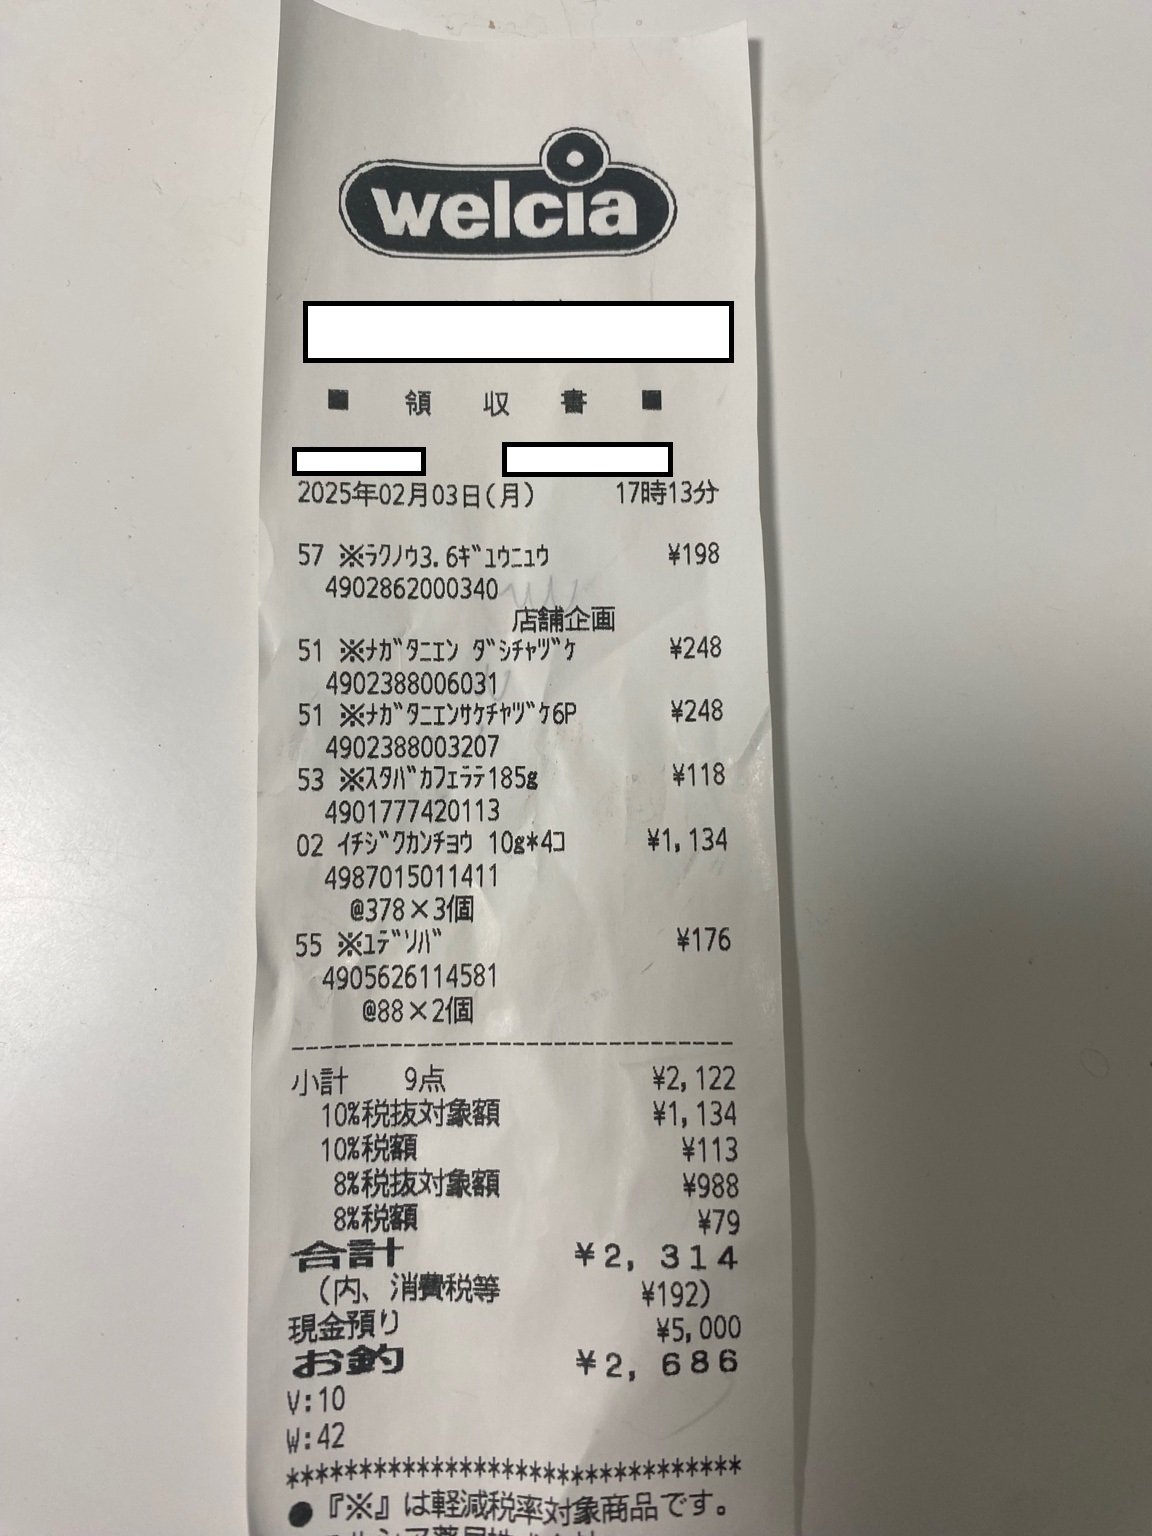 welcia
■ 領 収 書 ■
2025年02月03日(月) 17時13分
57 ※ﾗｸﾉｳ3.6ｷﾞｭｳﾆｭｳ ¥198
4902862000340
店舗企画
51 ※ﾅｶﾞﾀﾆｴﾝ ﾀﾞｼﾁｬﾂﾞｹ ¥248
4902388006031
51 ※ﾅｶﾞﾀﾆｴﾝｻｹﾁｬﾂﾞｹ6P ¥248
4902388003207
53 ※ｽﾀﾊﾞｶﾌｪﾗﾃ185g ¥118
4901777420113
02 ｲﾁｼﾞｸｶﾝﾁｮｳ 10g*4ｺ ¥1,134
4987015011411
@378×3個
55 ※ﾕﾃﾞｿﾊﾞ ¥176
4905626114581
@88×2個
--------------------------------
小計 9点 ¥2,122
10%税抜対象額 ¥1,134
10%税額 ¥113
8%税抜対象額 ¥988
8%税額 ¥79
合計 ¥2,314
(内、消費税等 ¥192)
現金預り ¥5,000
お釣 ¥2,686
V:10
W:42
********************************
●『※』は軽減税率対象商品です。